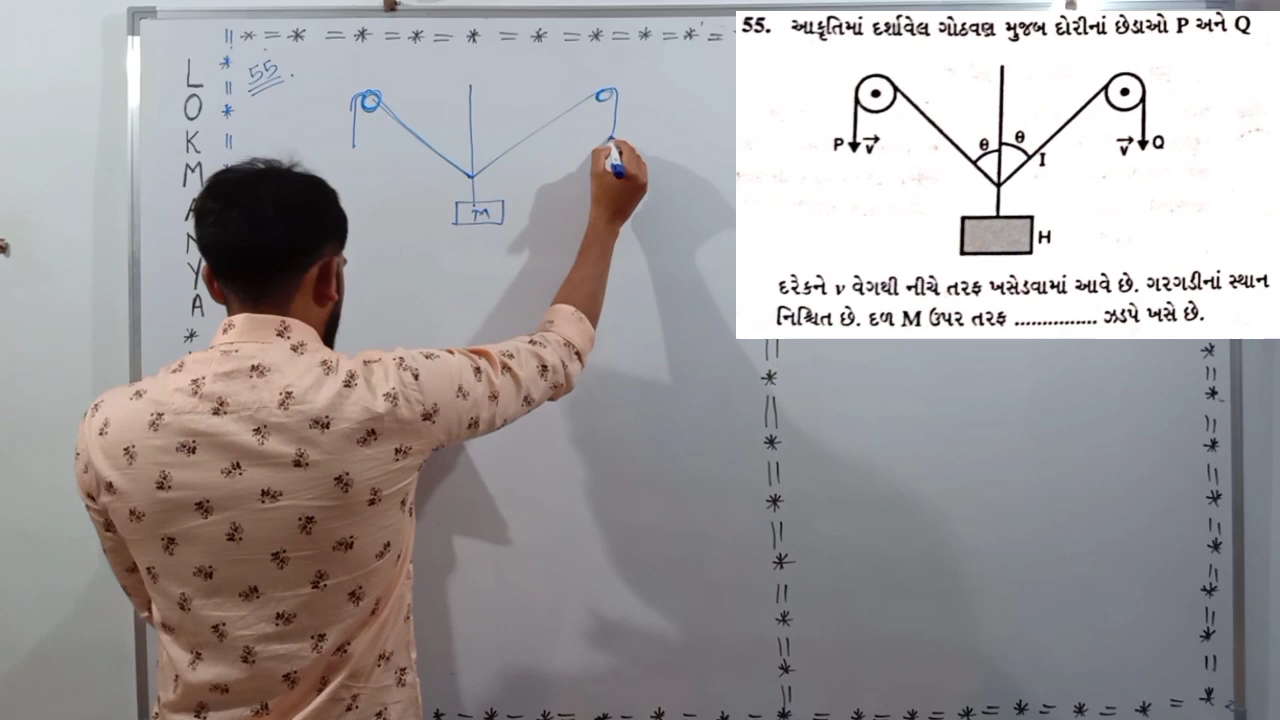 55.
L
O
K
M
A
N
Y
A
M
55. આકૃતિમાં દર્શાવેલ ગોઠવણ મુજબ દોરીનાં છેડાઓ P અને Q
θ θ
P v I v Q
H
દરેકને v વેગથી નીચે તરફ ખસેડવામાં આવે છે. ગરગડીનાં સ્થાન
નિશ્ચિત છે. દળ M ઉપર તરફ ............... ઝડપે ખસે છે.